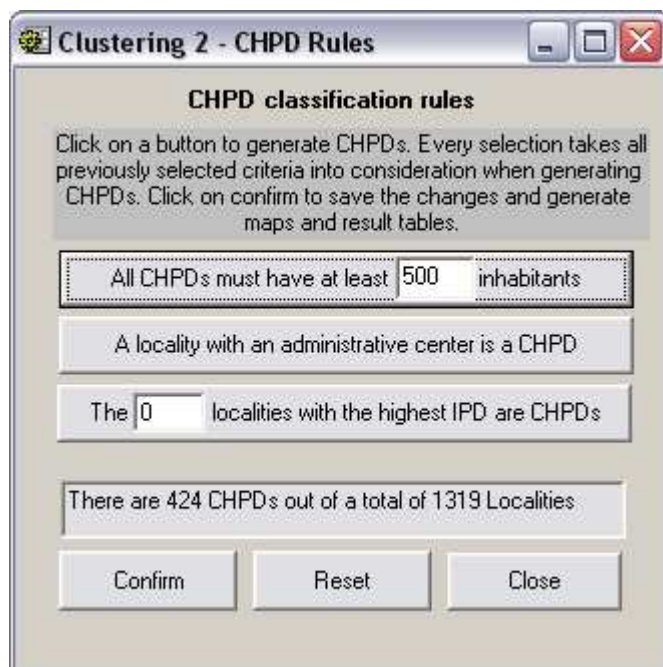 Clustering 2 - CHPD Rules
CHPD classification rules
Click on a button to generate CHPDs. Every selection takes all
previously selected criteria into consideration when generating
CHPDs. Click on confirm to save the changes and generate
maps and result tables.
All CHPDs must have at least 500 inhabitants
A locality with an administrative center is a CHPD
The 0 localities with the highest IPD are CHPDs
There are 424 CHPDs out of a total of 1319 Localities
Confirm Reset Close